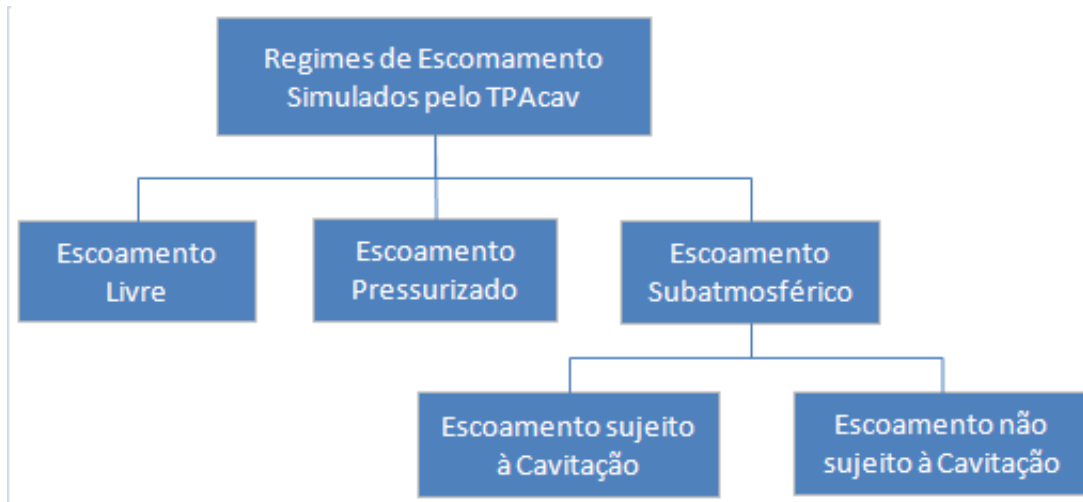 Regimes de Escomamento
Simulados pelo TPAcav
Escoamento
Livre
Escoamento
Pressurizado
Escoamento
Subatmosférico
Escoamento sujeito
à Cavitação
Escoamento não
sujeito à Cavitação